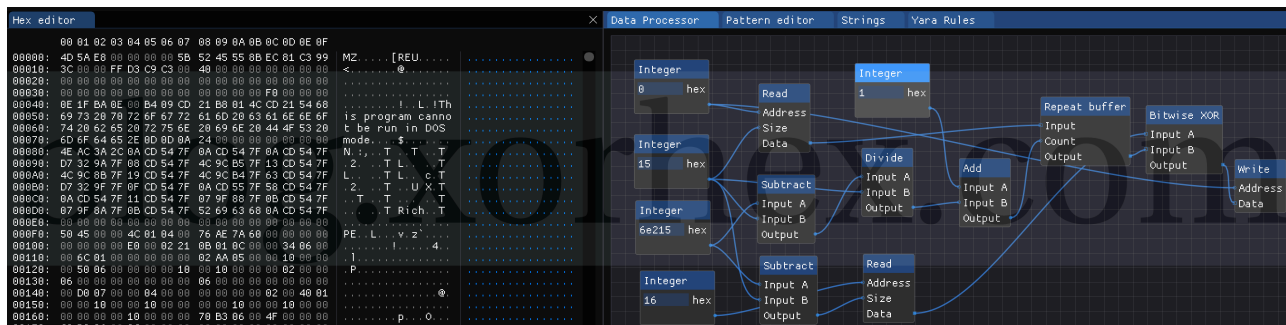 Hex editor
00 01 02 03 04 05 06 07 08 09 0A 0B 0C 0D 0E 0F
00000: 4D 5A E8 00 00 00 00 5B 52 45 55 8B EC 81 C3 99 MZ.....[REU.....
00010: 3C 00 00 FF D3 C9 C3 00 40 00 00 00 00 00 00 00 <.......@.......
00020: 00 00 00 00 00 00 00 00 00 00 00 00 00 00 00 00 ................
00030: 00 00 00 00 00 00 00 00 00 00 00 00 F0 00 00 00 ................
00040: 0E 1F BA 0E 00 B4 09 CD 21 B8 01 4C CD 21 54 68 ........!..L.!Th
00050: 69 73 20 70 72 6F 67 72 61 6D 20 63 61 6E 6E 6F is program canno
00060: 74 20 62 65 20 72 75 6E 20 69 6E 20 44 4F 53 20 t be run in DOS
00070: 6D 6F 64 65 2E 0D 0D 0A 24 00 00 00 00 00 00 00 mode....$.......
00080: 4E AC 3A 2C 0A CD 54 7F 0A CD 54 7F 0A CD 54 7F N.:,..T...T...T.
00090: D7 32 9A 7F 08 CD 54 7F 4C 9C B5 7F 13 CD 54 7F .2....T.L.....T.
000A0: 4C 9C 8B 7F 19 CD 54 7F 4C 9C B4 7F 63 CD 54 7F L.....T.L...c.T.
000B0: D7 32 9F 7F 0F CD 54 7F 0A CD 55 7F 58 CD 54 7F .2....T...U.X.T.
000C0: 0A CD 54 7F 11 CD 54 7F 07 9F 88 7F 0B CD 54 7F ..T...T.......T.
000D0: 07 9F 8A 7F 0B CD 54 7F 52 69 63 68 0A CD 54 7F ......T.Rich..T.
000E0: 00 00 00 00 00 00 00 00 00 00 00 00 00 00 00 00 ................
000F0: 50 45 00 00 4C 01 04 00 76 AE 7A 60 00 00 00 00 PE..L...v.z`....
00100: 00 00 00 00 E0 00 02 21 0B 01 0C 00 00 34 06 00 .......!.....4..
00110: 00 6C 01 00 00 00 00 00 02 AA 05 00 00 10 00 00 .l..............
00120: 00 50 06 00 00 00 00 10 00 10 00 00 00 02 00 00 .P..............
00130: 06 00 00 00 00 00 00 00 06 00 00 00 00 00 00 00 ................
00140: 00 D0 07 00 00 04 00 00 00 00 00 00 02 00 40 01 ..............@.
00150: 00 00 10 00 00 10 00 00 00 00 10 00 00 10 00 00 ................
00160: 00 00 00 00 10 00 00 00 70 B3 06 00 4F 00 00 00 ........p...O...
Data Processor Pattern editor Strings Yara Rules
Integer
0 hex
Integer
15 hex
Integer
6e215 hex
Integer
16 hex
Read
Address
Size
Data
Subtract
Input A
Input B
Output
Subtract
Input A
Input B
Output
Integer
1 hex
Divide
Input A
Input B
Output
Read
Address
Size
Data
Add
Input A
Input B
Output
Repeat buffer
Input
Count
Output
Bitwise XOR
Input A
Input B
Output
Write
Address
Data
g.xorhex.com